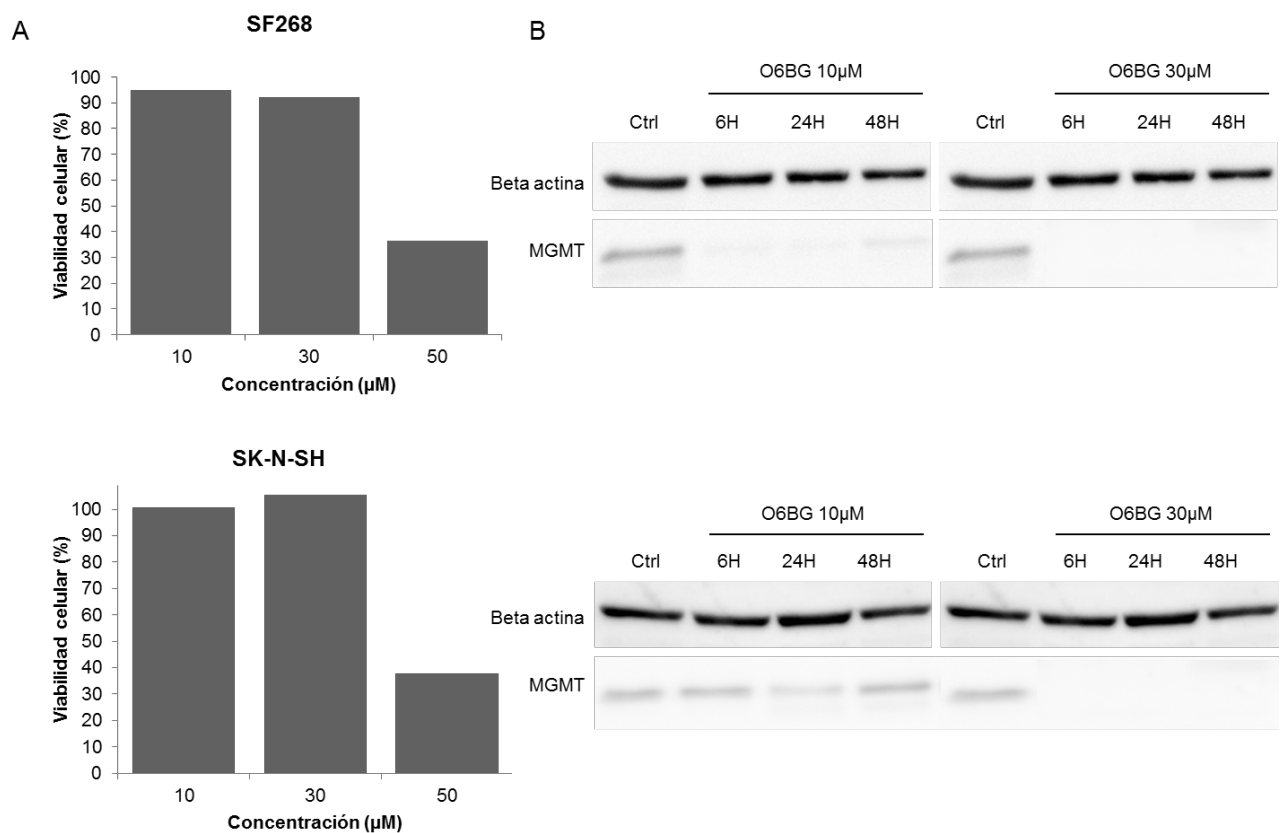 A
SF268
Viabilidad celular (%)
100
90
80
70
60
50
40
30
20
10
0
10 30 50
Concentración (µM)
SK-N-SH
Viabilidad celular (%)
100
90
80
70
60
50
40
30
20
10
0
10 30 50
Concentración (µM)
B
O6BG 10µM O6BG 30µM
Ctrl 6H 24H 48H Ctrl 6H 24H 48H
Beta actina
MGMT
O6BG 10µM O6BG 30µM
Ctrl 6H 24H 48H Ctrl 6H 24H 48H
Beta actina
MGMT